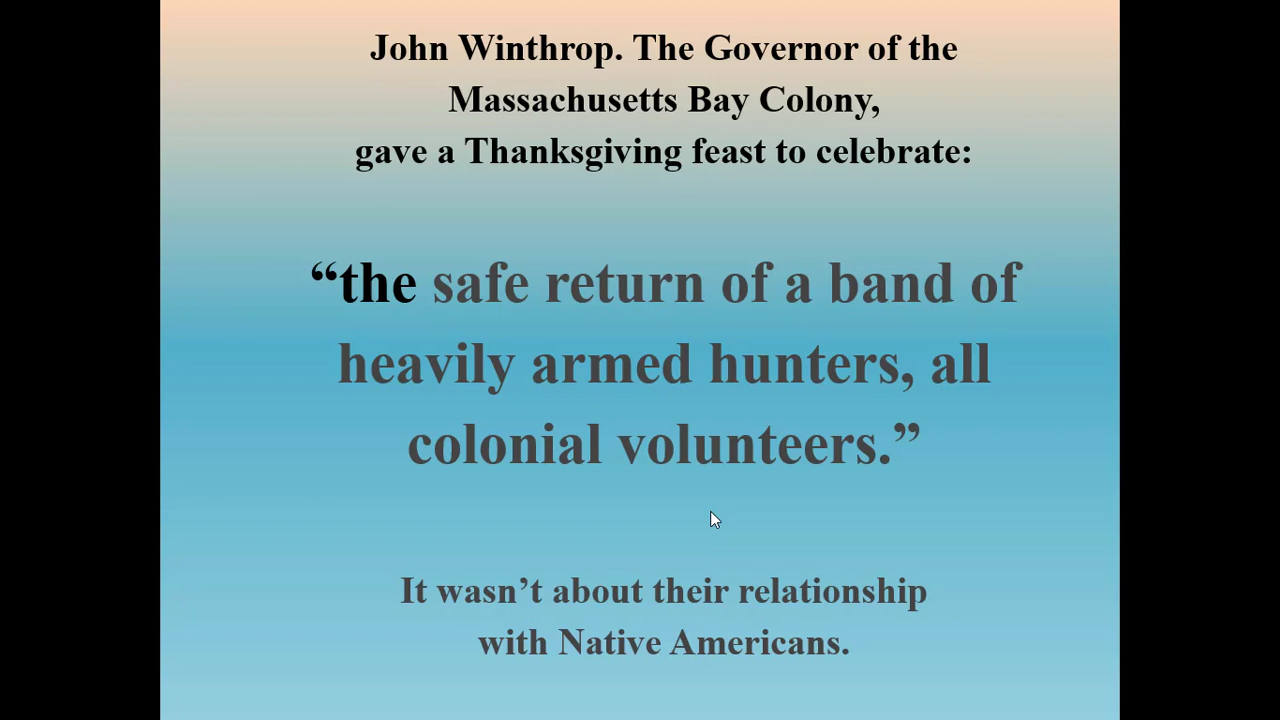 John Winthrop. The Governor of the
Massachusetts Bay Colony,
gave a Thanksgiving feast to celebrate:
“the safe return of a band of
heavily armed hunters, all
colonial volunteers.”
It wasn’t about their relationship
with Native Americans.